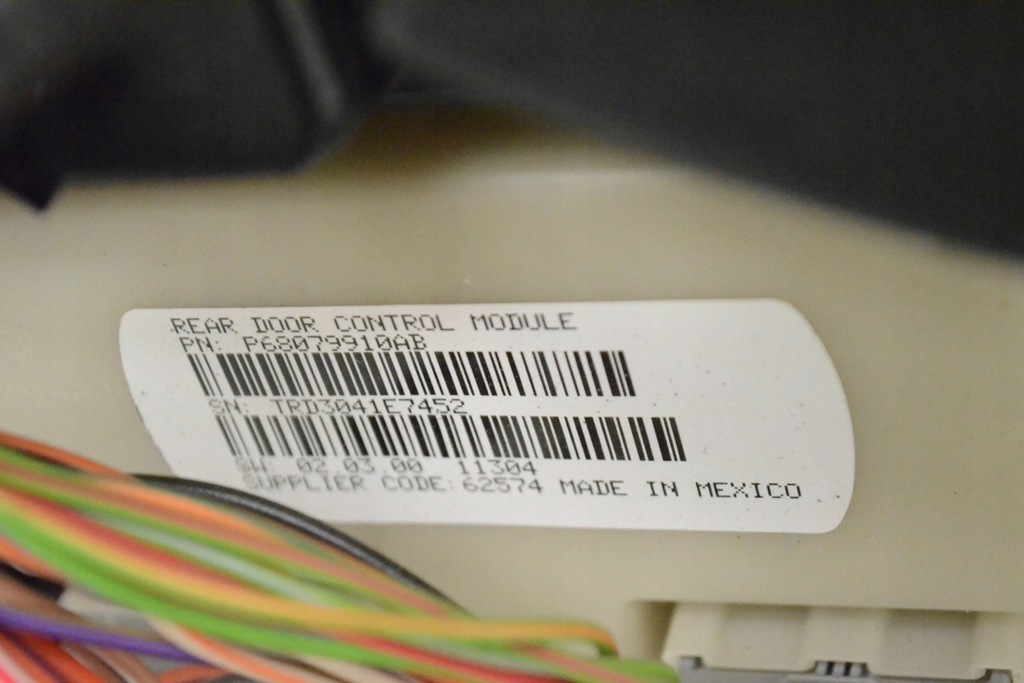 REAR DOOR CONTROL MODULE
PN: P68079910AB
SN: TRD3041E7452
SW: 02.03.00 11304
SUPPLIER CODE:62574 MADE IN MEXICO